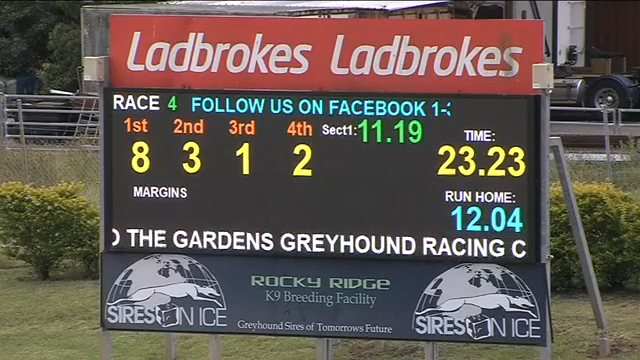 Ladbrokes Ladbrokes
RACE 4 FOLLOW US ON FACEBOOK 1-
1st 2nd 3rd 4th Sect1: 11.19 TIME:
8 3 1 2 23.23
MARGINS RUN HOME:
12.04
THE GARDENS GREYHOUND RACING C
ROCKY RIDGE
K9 Breeding Facility
SIRES ON ICE SIRES ON ICE
Greyhound Sires of Tomorrows Future